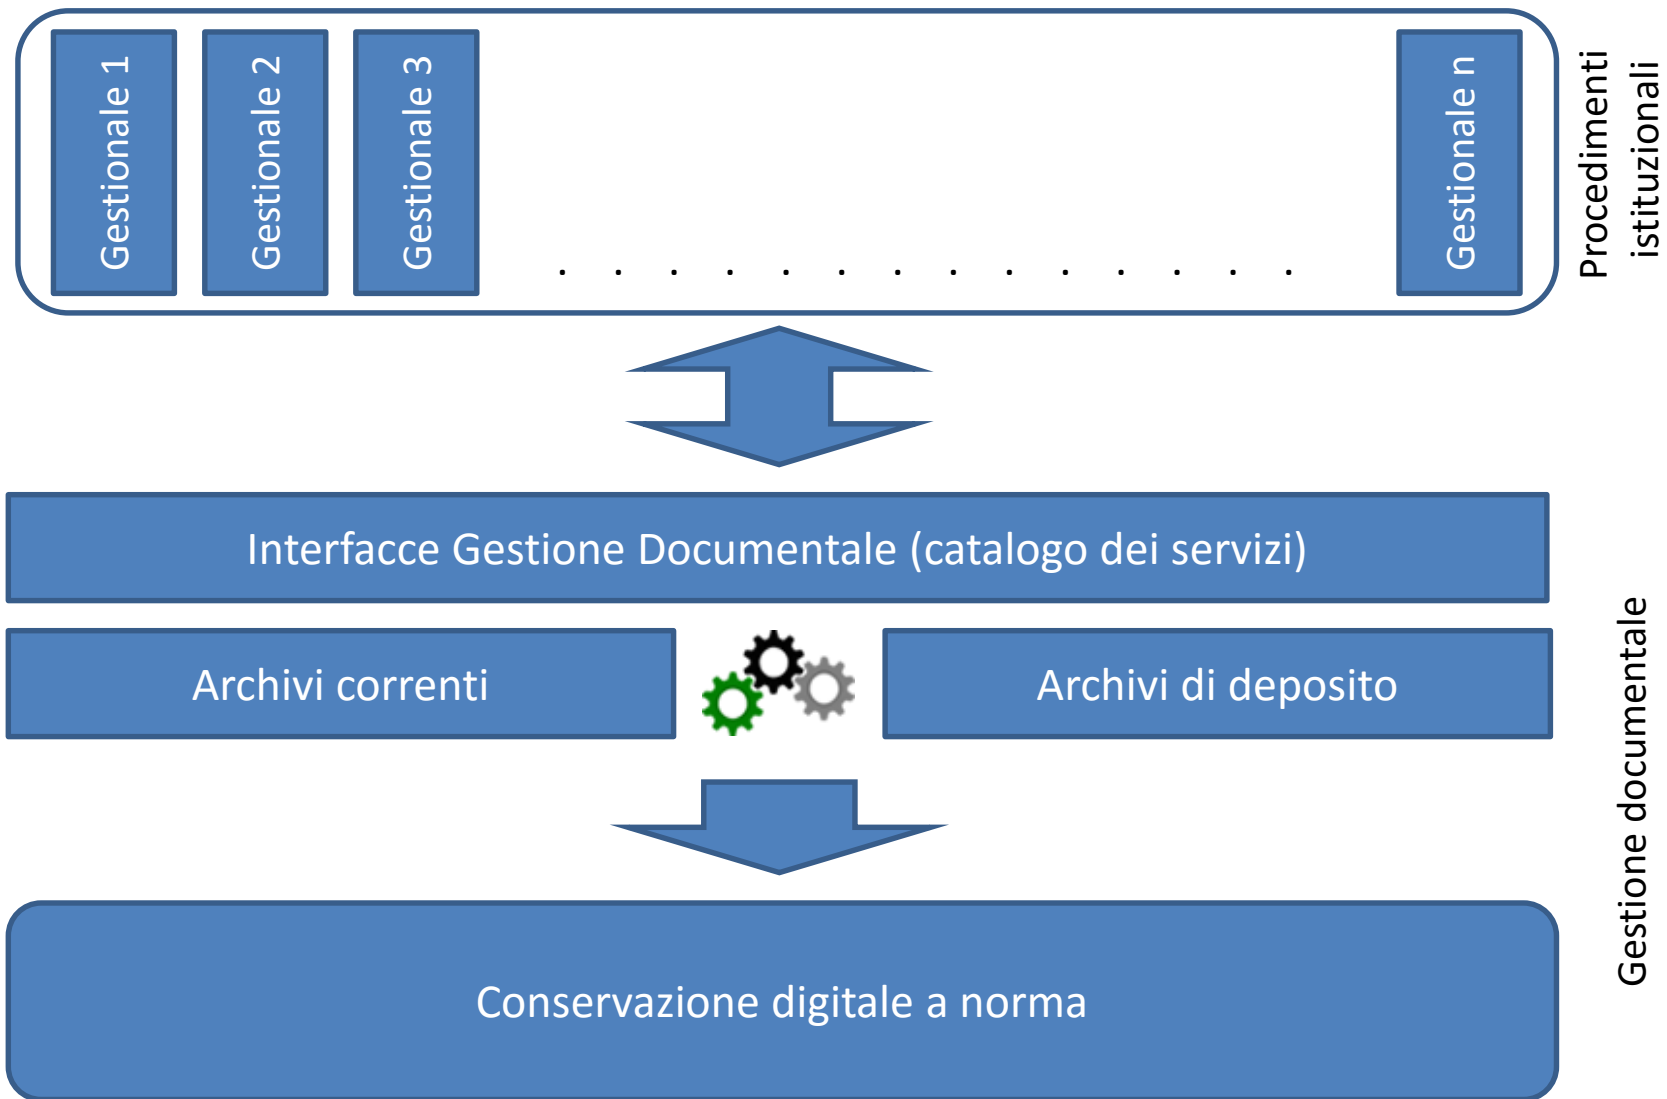 Gestionale 1
Gestionale 2
Gestionale 3
. . . . . . . . . . . . . .
Gestionale n
Procedimenti
istituzionali
Interfacce Gestione Documentale (catalogo dei servizi)
Archivi correnti
Archivi di deposito
Gestione documentale
Conservazione digitale a norma